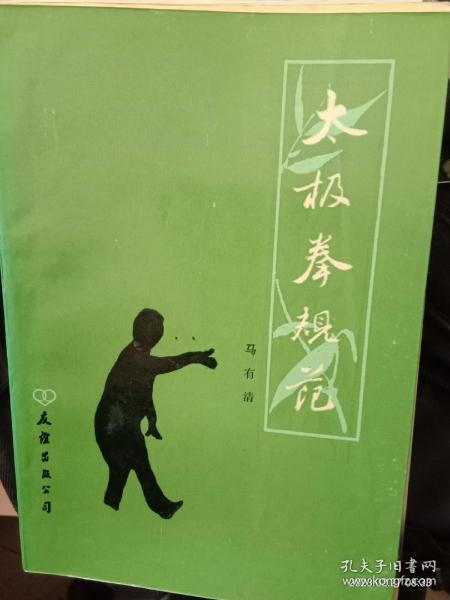 太极拳规范
马有清
友谊出版公司
孔夫子旧书网